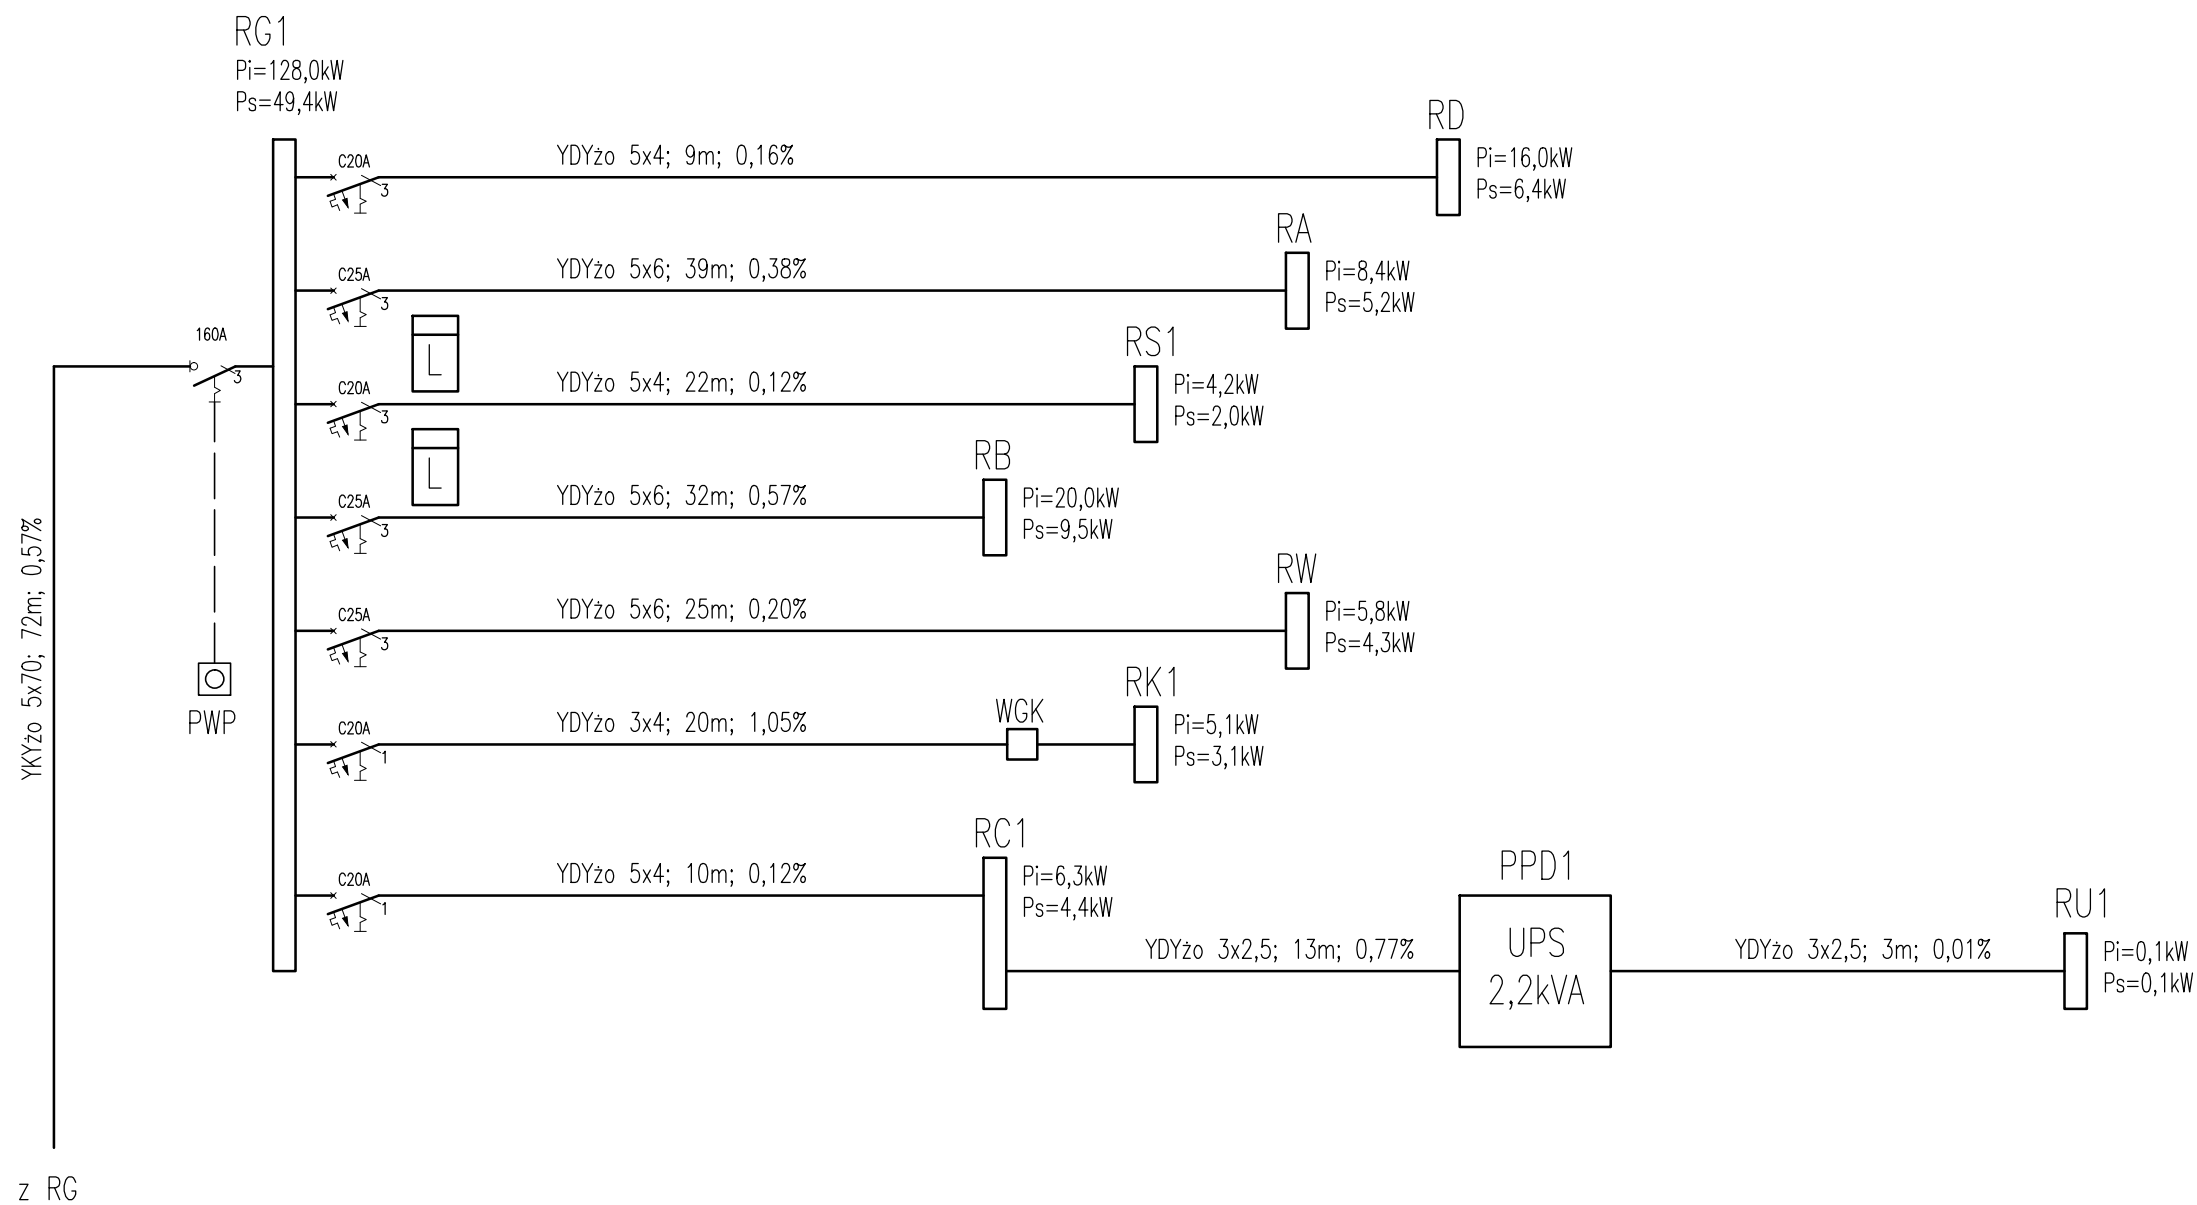 RG1
Pi=128,0kW
Ps=49,4kW
RD
C20A
YDYżo 5x4; 9m; 0,16%
3
Pi=16,0kW
Ps=6,4kW
RA
C25A
YDYżo 5x6; 39m; 0,38%
3
Pi=8,4kW
Ps=5,2kW
160A
3
L
RS1
C20A
YDYżo 5x4; 22m; 0,12%
3
Pi=4,2kW
Ps=2,0kW
L
RB
C25A
YDYżo 5x6; 32m; 0,57%
3
Pi=20,0kW
Ps=9,5kW
RW
C25A
YDYżo 5x6; 25m; 0,20%
3
Pi=5,8kW
Ps=4,3kW
YKYżo 5x70; 72m; 0,57%
PWP
RK1
C20A
YDYżo 3x4; 20m; 1,05%
1
WGK
Pi=5,1kW
Ps=3,1kW
RC1
C20A
YDYżo 5x4; 10m; 0,12%
1
Pi=6,3kW
Ps=4,4kW
YDYżo 3x2,5; 13m; 0,77%
PPD1
UPS
2,2kVA
YDYżo 3x2,5; 3m; 0,01%
RU1
Pi=0,1kW
Ps=0,1kW
z RG